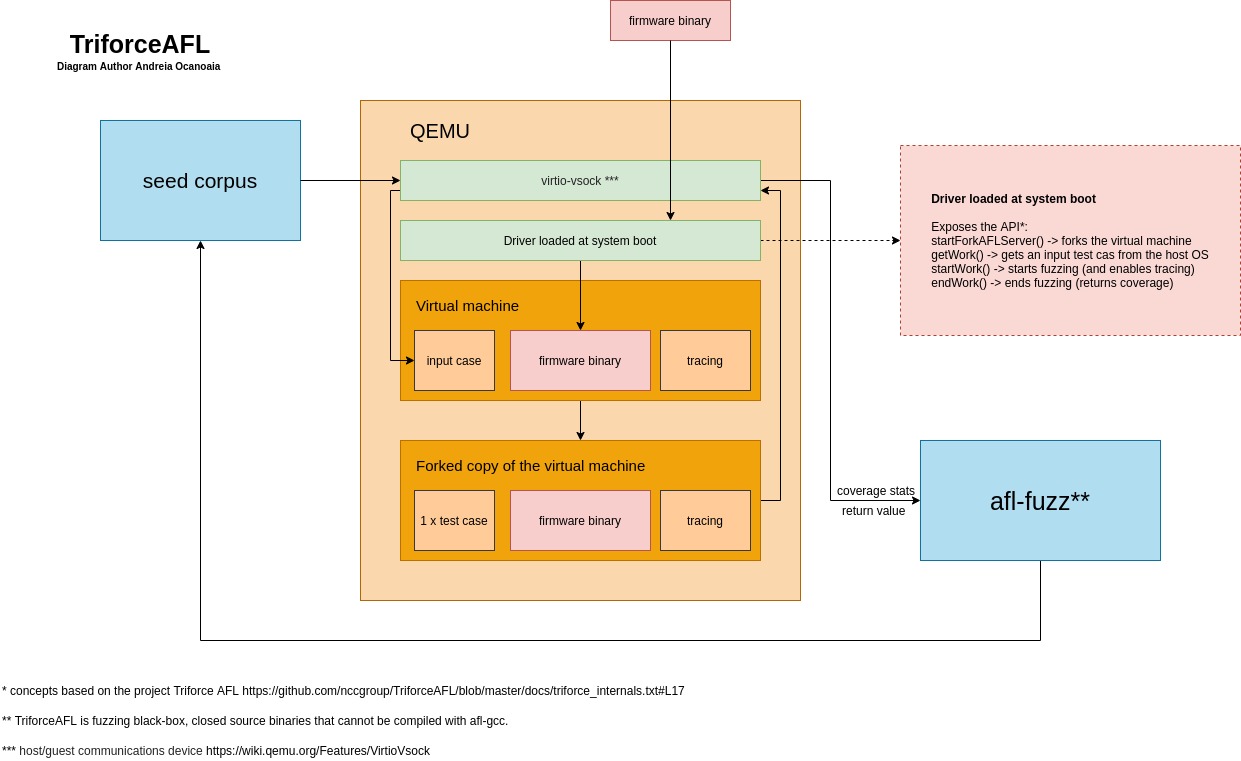 firmware binary
TriforceAFL
Diagram Author Andreia Ocanoaia
QEMU
seed corpus
virtio-vsock ***
Driver loaded at system boot
Driver loaded at system boot
Exposes the API*:
startForkAFLServer() -> forks the virtual machine
getWork() -> gets an input test cas from the host OS
startWork() -> starts fuzzing (and enables tracing)
endWork() -> ends fuzzing (returns coverage)
Virtual machine
input case
firmware binary
tracing
Forked copy of the virtual machine
1 x test case
firmware binary
tracing
coverage stats
return value
afl-fuzz**
* concepts based on the project Triforce AFL https://github.com/nccgroup/TriforceAFL/blob/master/docs/triforce_internals.txt#L17
** TriforceAFL is fuzzing black-box, closed source binaries that cannot be compiled with afl-gcc.
*** host/guest communications device https://wiki.qemu.org/Features/VirtioVsock